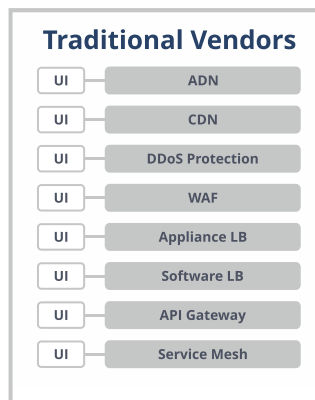 Traditional Vendors
UI ADN
UI CDN
UI DDoS Protection
UI WAF
UI Appliance LB
UI Software LB
UI API Gateway
UI Service Mesh